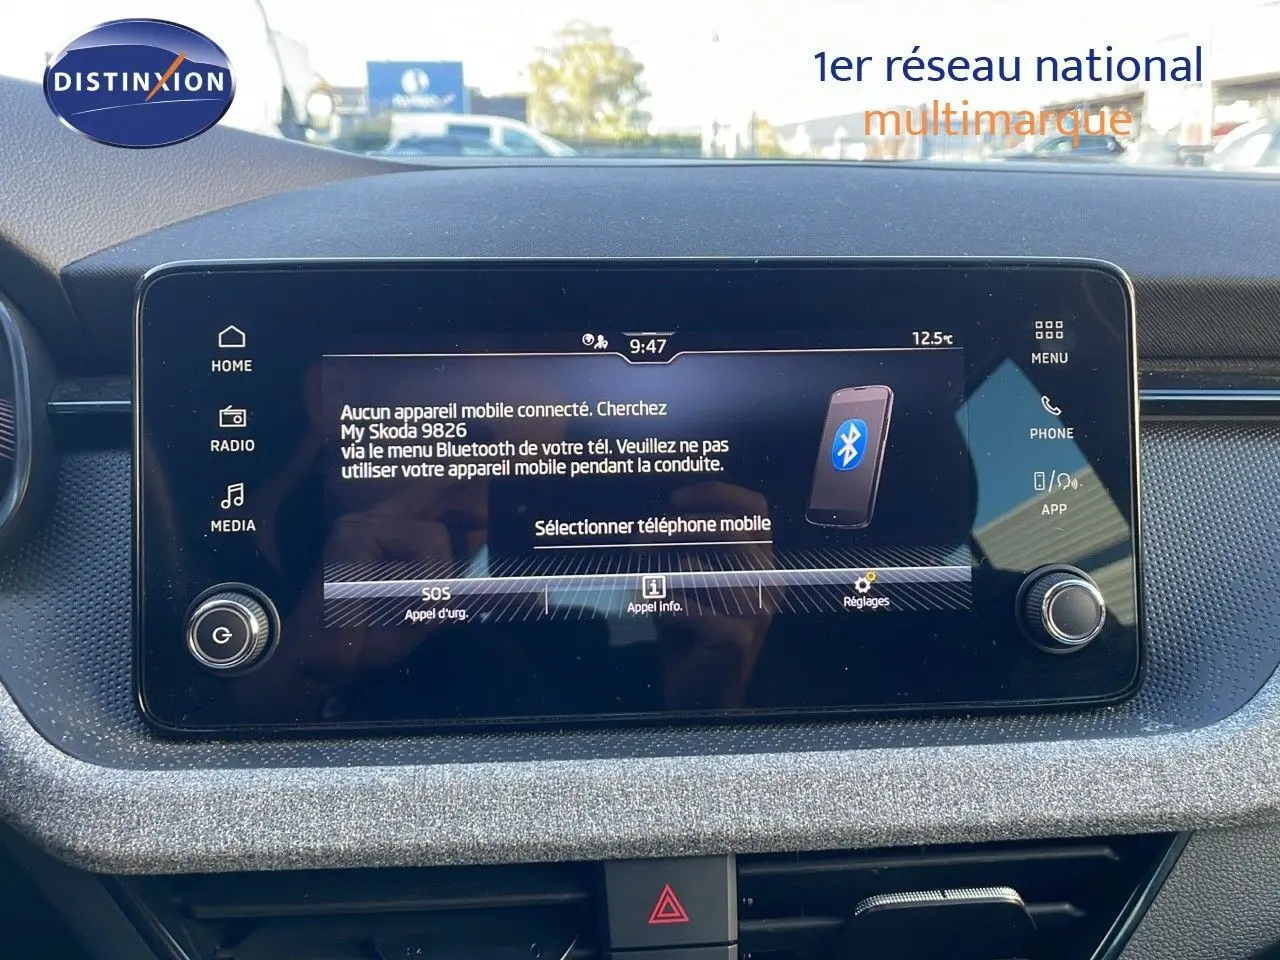 DISTINXION
1er réseau national
multimarque
HOME
RADIO
MEDIA
9:47
12.5°C
Aucun appareil mobile connecté. Cherchez
My Skoda 9826
via le menu Bluetooth de votre tél. Veuillez ne pas
utiliser votre appareil mobile pendant la conduite.
Sélectionner téléphone mobile
SOS
Appel d'urg.
i
Appel info.
Réglages
MENU
PHONE
APP